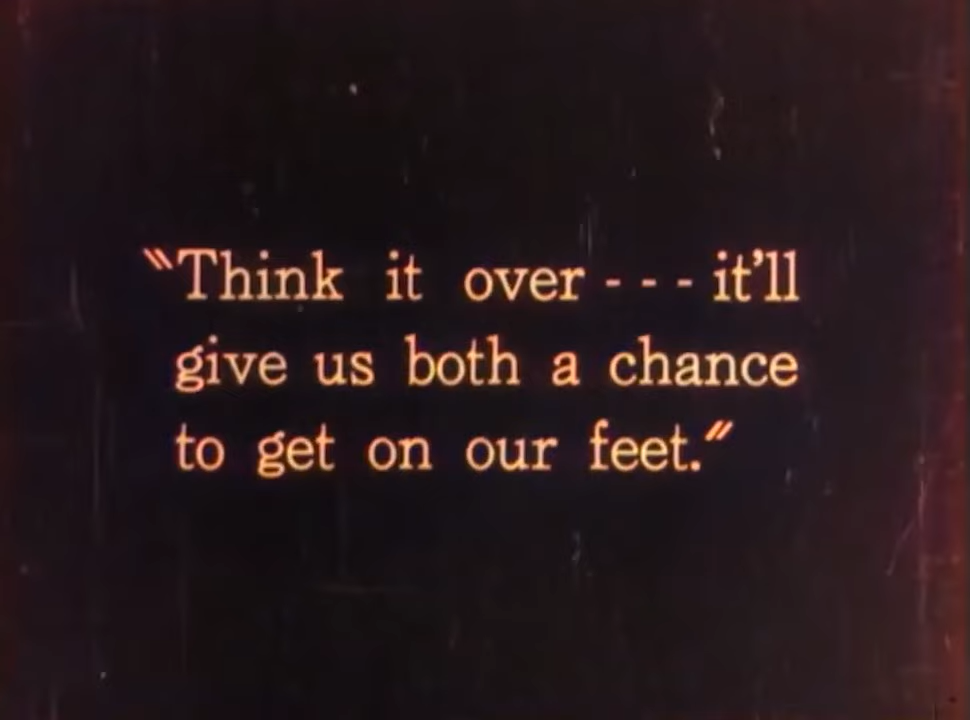 "Think it over - - - it'll
give us both a chance
to get on our feet."